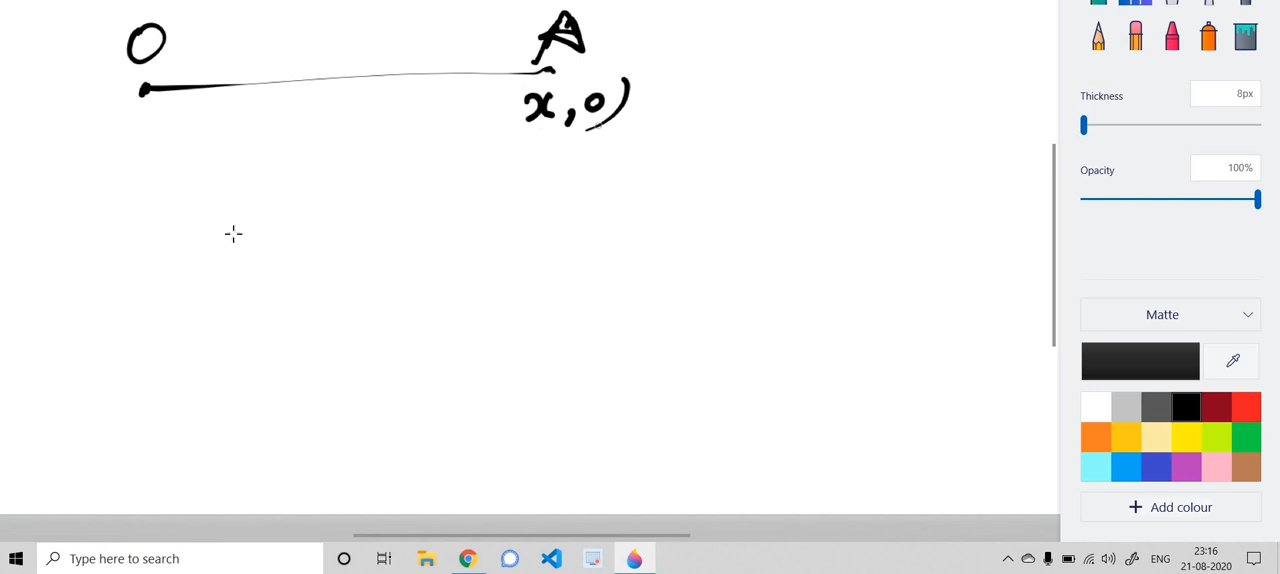 O
A
x, 0)
Thickness
8px
Opacity
100%
Matte
+ Add colour
Type here to search
ENG
23:16
21-08-2020